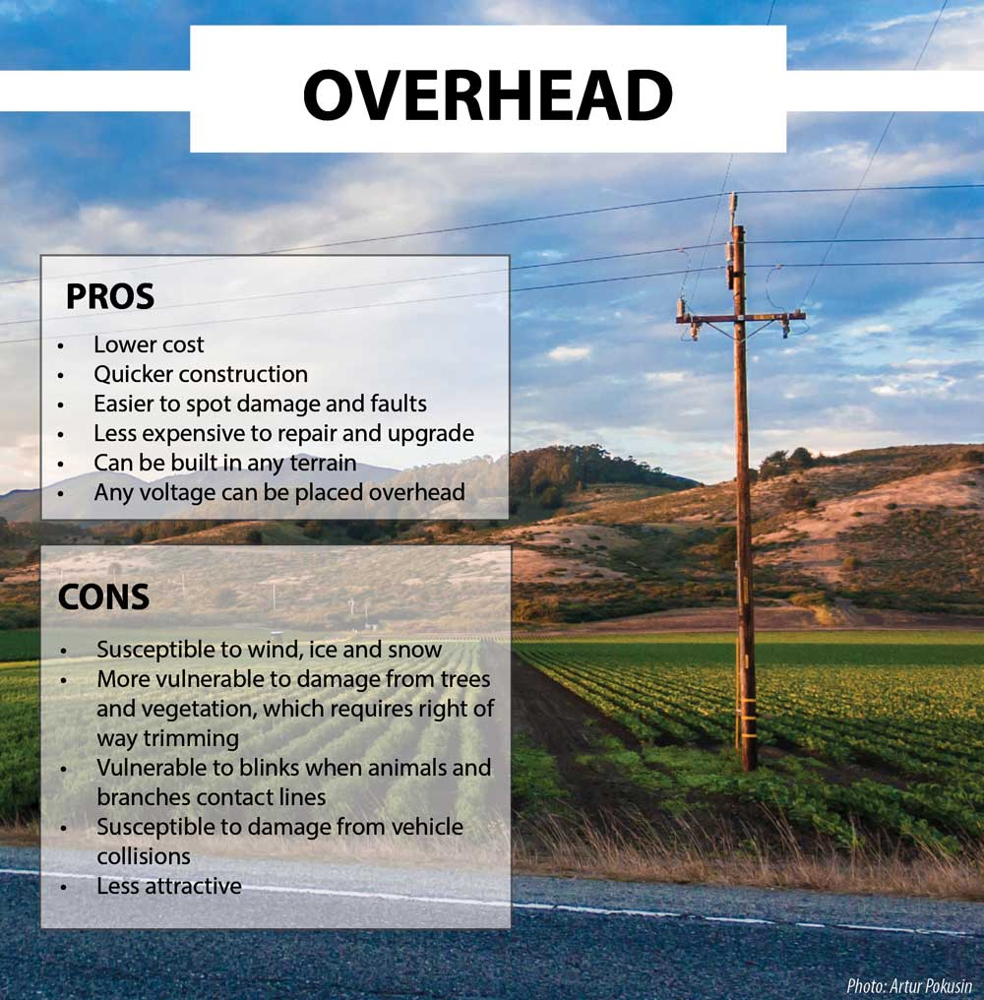 OVERHEAD
PROS
• Lower cost
• Quicker construction
• Easier to spot damage and faults
• Less expensive to repair and upgrade
• Can be built in any terrain
• Any voltage can be placed overhead
CONS
• Susceptible to wind, ice and snow
• More vulnerable to damage from trees
and vegetation, which requires right of
way trimming
• Vulnerable to blinks when animals and
branches contact lines
• Susceptible to damage from vehicle
collisions
• Less attractive
Photo: Artur Pokusin